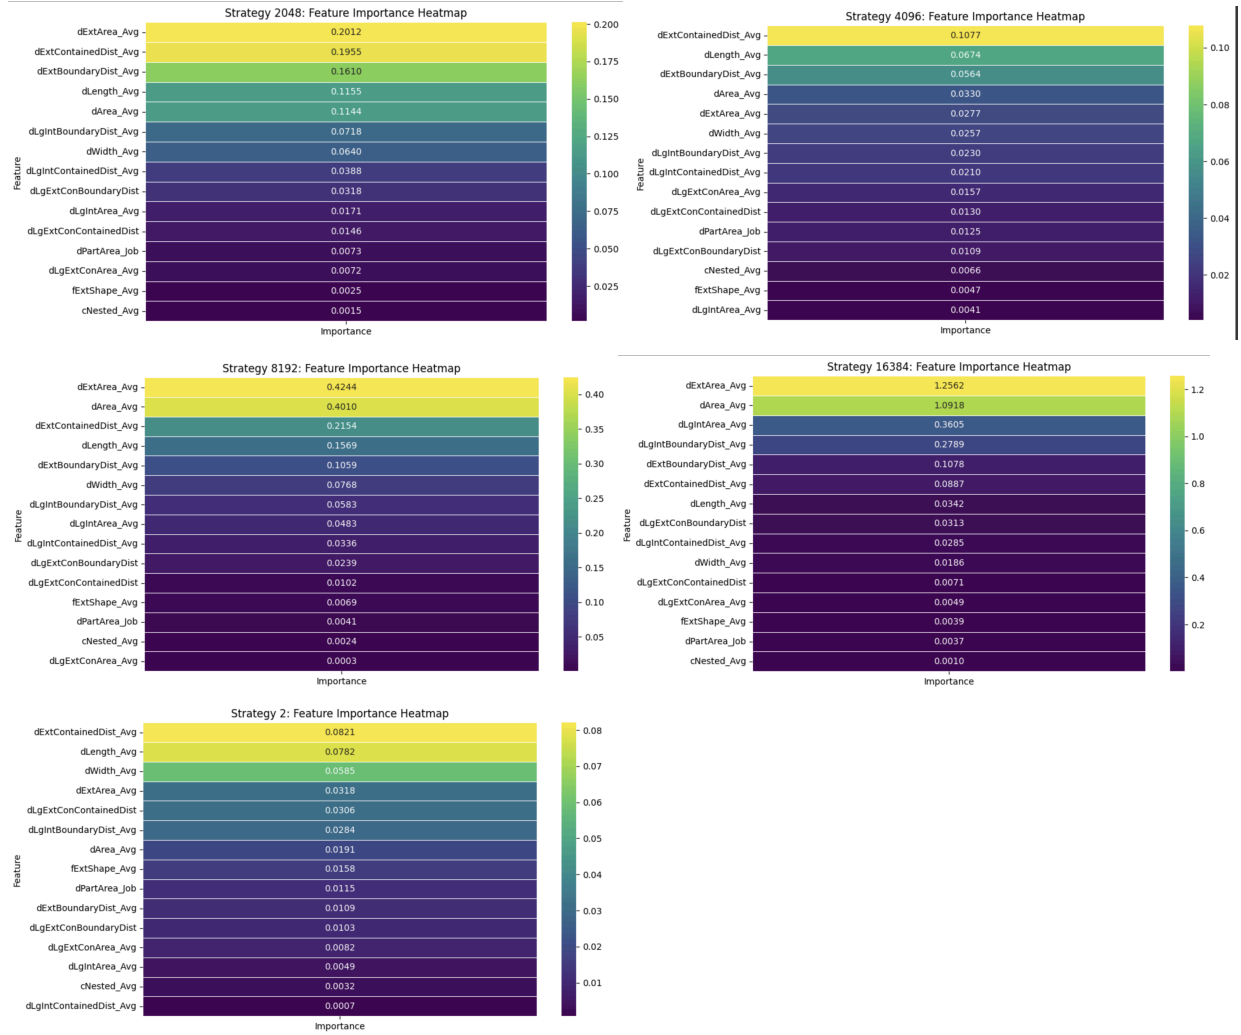 Strategy 2048: Feature Importance Heatmap
dExtArea_Avg 0.2012
dExtContainedDist_Avg 0.1955
dExtBoundaryDist_Avg 0.1610
dLength_Avg 0.1155
dArea_Avg 0.1144
dLgIntBoundaryDist_Avg 0.0718
dWidth_Avg 0.0640
dLgIntContainedDist_Avg 0.0388
dLgExtConBoundaryDist 0.0318
dLgIntArea_Avg 0.0171
dLgExtConContainedDist 0.0146
dPartArea_Job 0.0073
dLgExtConArea_Avg 0.0072
fExtShape_Avg 0.0025
cNested_Avg 0.0015
Feature
Importance
0.200
0.175
0.150
0.125
0.100
0.075
0.050
0.025
Strategy 4096: Feature Importance Heatmap
dExtContainedDist_Avg 0.1077
dLength_Avg 0.0674
dExtBoundaryDist_Avg 0.0564
dArea_Avg 0.0330
dExtArea_Avg 0.0277
dWidth_Avg 0.0257
dLgIntBoundaryDist_Avg 0.0230
dLgIntContainedDist_Avg 0.0210
dLgExtConArea_Avg 0.0157
dLgExtConContainedDist 0.0130
dPartArea_Job 0.0125
dLgExtConBoundaryDist 0.0109
cNested_Avg 0.0066
fExtShape_Avg 0.0047
dLgIntArea_Avg 0.0041
Feature
Importance
0.10
0.08
0.06
0.04
0.02
Strategy 8192: Feature Importance Heatmap
dExtArea_Avg 0.4244
dArea_Avg 0.4010
dExtContainedDist_Avg 0.2154
dLength_Avg 0.1569
dExtBoundaryDist_Avg 0.1059
dWidth_Avg 0.0768
dLgIntBoundaryDist_Avg 0.0583
dLgIntArea_Avg 0.0483
dLgIntContainedDist_Avg 0.0336
dLgExtConBoundaryDist 0.0239
dLgExtConContainedDist 0.0102
fExtShape_Avg 0.0069
dPartArea_Job 0.0041
cNested_Avg 0.0024
dLgExtConArea_Avg 0.0003
Feature
Importance
0.40
0.35
0.30
0.25
0.20
0.15
0.10
0.05
Strategy 16384: Feature Importance Heatmap
dExtArea_Avg 1.2562
dArea_Avg 1.0918
dLgIntArea_Avg 0.3605
dLgIntBoundaryDist_Avg 0.2789
dExtBoundaryDist_Avg 0.1078
dExtContainedDist_Avg 0.0887
dLength_Avg 0.0342
dLgExtConBoundaryDist 0.0313
dLgIntContainedDist_Avg 0.0285
dWidth_Avg 0.0186
dLgExtConContainedDist 0.0071
dLgExtConArea_Avg 0.0049
fExtShape_Avg 0.0039
dPartArea_Job 0.0037
cNested_Avg 0.0010
Feature
Importance
1.2
1.0
0.8
0.6
0.4
0.2
Strategy 2: Feature Importance Heatmap
dExtContainedDist_Avg 0.0821
dLength_Avg 0.0782
dWidth_Avg 0.0585
dExtArea_Avg 0.0318
dLgExtConContainedDist 0.0306
dLgIntBoundaryDist_Avg 0.0284
dArea_Avg 0.0191
fExtShape_Avg 0.0158
dPartArea_Job 0.0115
dExtBoundaryDist_Avg 0.0109
dLgExtConBoundaryDist 0.0103
dLgExtConArea_Avg 0.0082
dLgIntArea_Avg 0.0049
cNested_Avg 0.0032
dLgIntContainedDist_Avg 0.0007
Feature
Importance
0.08
0.07
0.06
0.05
0.04
0.03
0.02
0.01